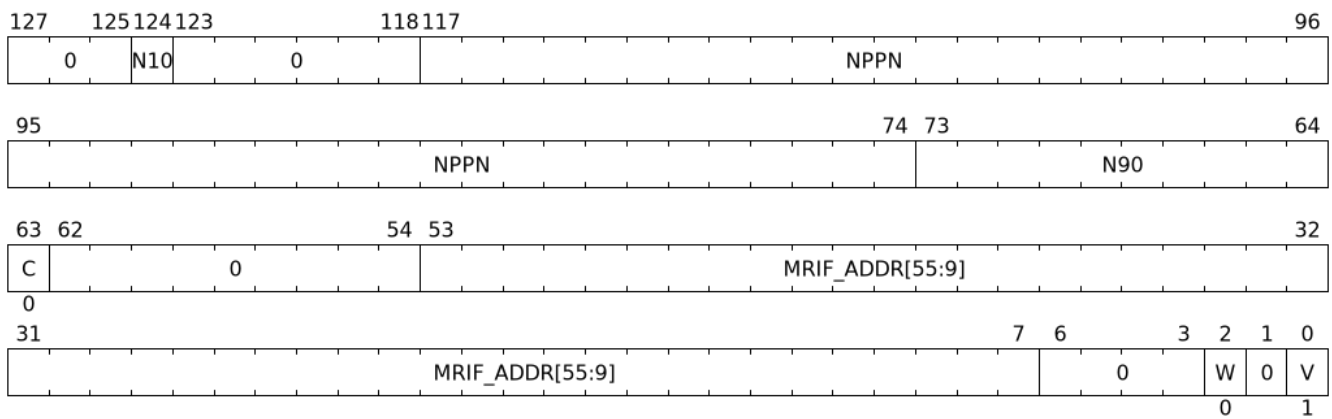 127 125 124 123 118 117 96
0 N10 0 NPPN
95 74 73 64
NPPN N90
63 62 54 53 32
C 0 MRIF_ADDR[55:9]
0
31 7 6 3 2 1 0
MRIF_ADDR[55:9] 0 W 0 V
0 1